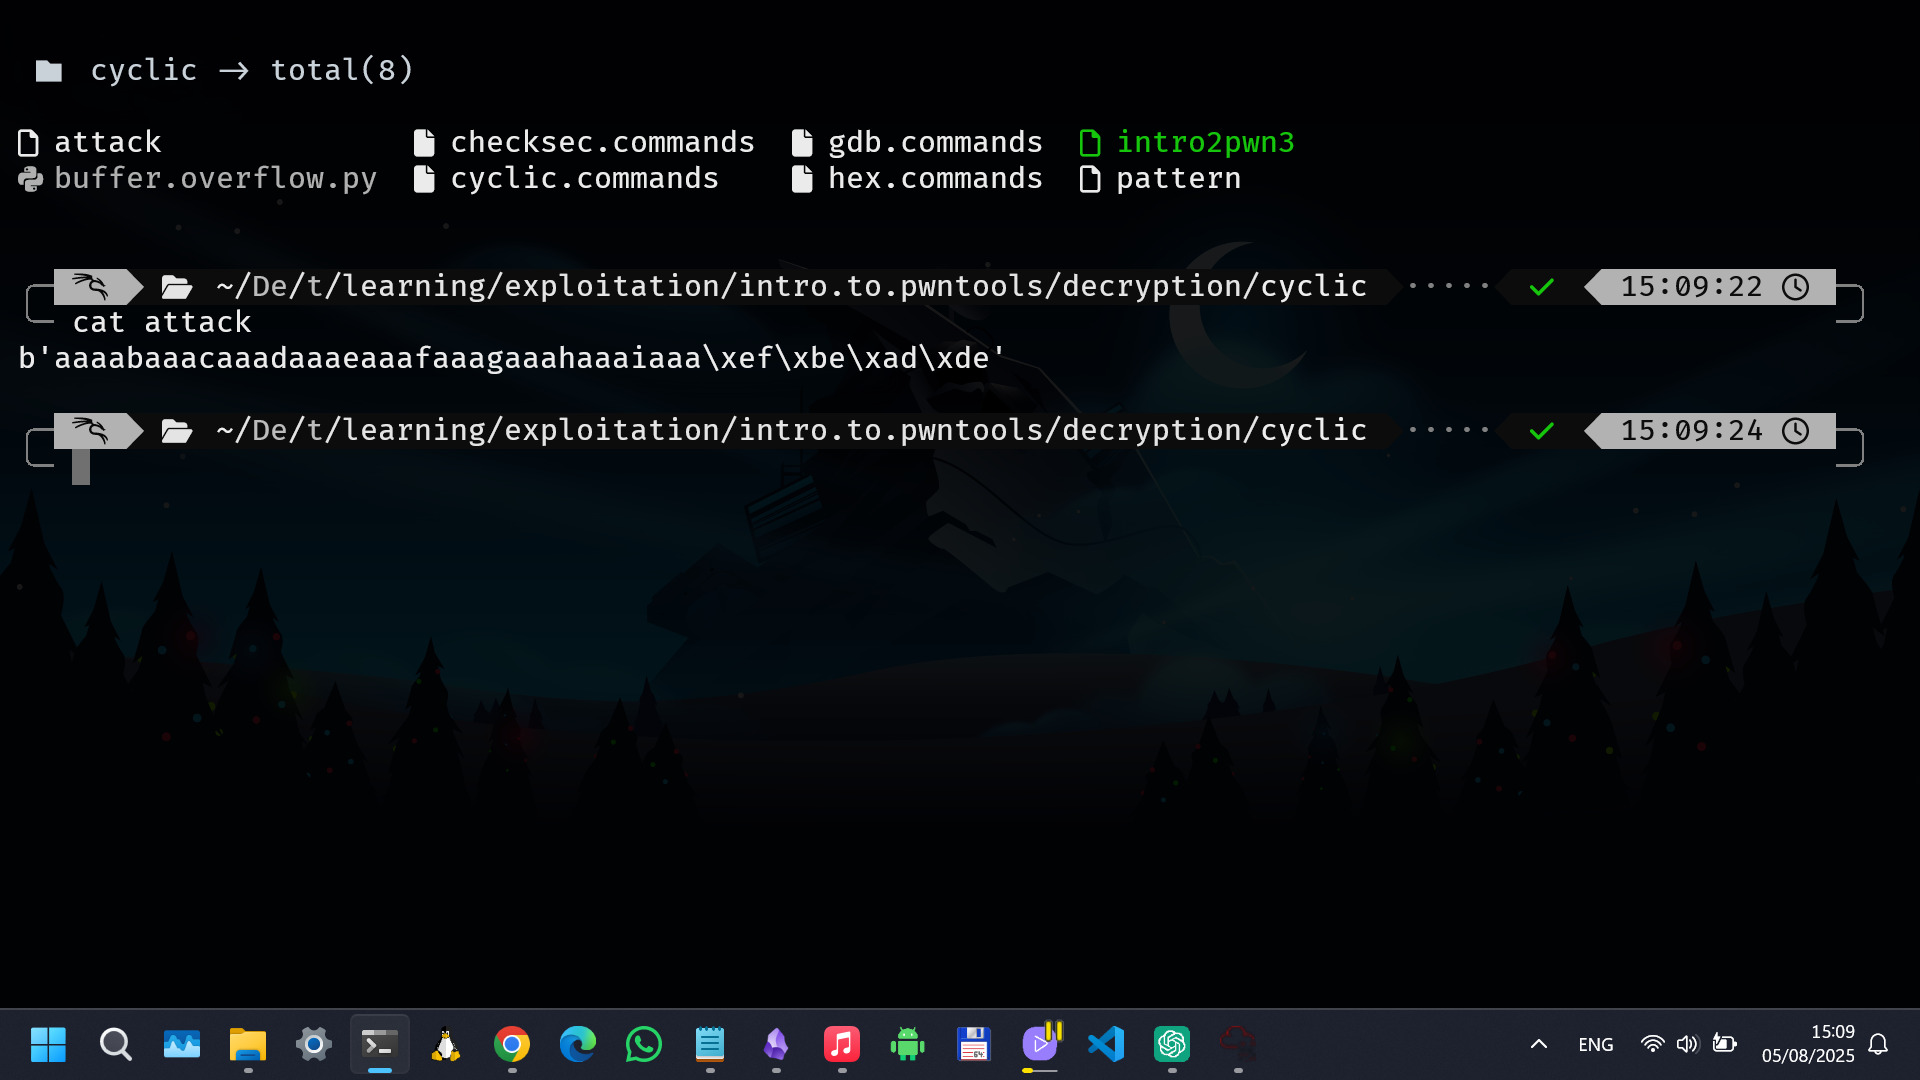 cyclic → total(8)
attack checksec.commands gdb.commands intro2pwn3
buffer.overflow.py cyclic.commands hex.commands pattern
~/De/t/learning/exploitation/intro.to.pwntools/decryption/cyclic ····· ✓ 15:09:22
cat attack
b'aaaabaaacaaadaaaeaaafaaagaaahaaaiaaa\xef\xbe\xad\xde'
~/De/t/learning/exploitation/intro.to.pwntools/decryption/cyclic ····· ✓ 15:09:24
64
ENG
15:09
05/08/2025